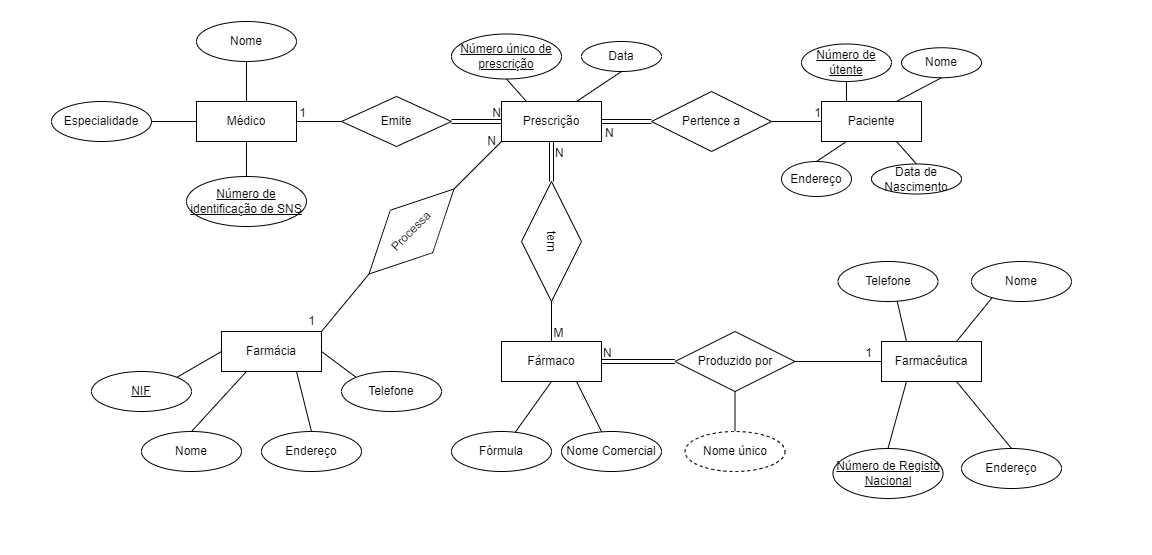 Nome
Número único de
prescrição
Data
Número de
útente
Nome
Especialidade
Médico
1
Emite
N
Prescrição
N
Pertence a
1
Paciente
N
N
Número de
identificação de SNS
Endereço
Data de
Nascimento
Processa
tem
Telefone
Nome
1
Farmácia
M
Fármaco
N
Produzido por
1
Farmacêutica
NIF
Telefone
Nome
Endereço
Fórmula
Nome Comercial
Nome único
Número de Registo
Nacional
Endereço